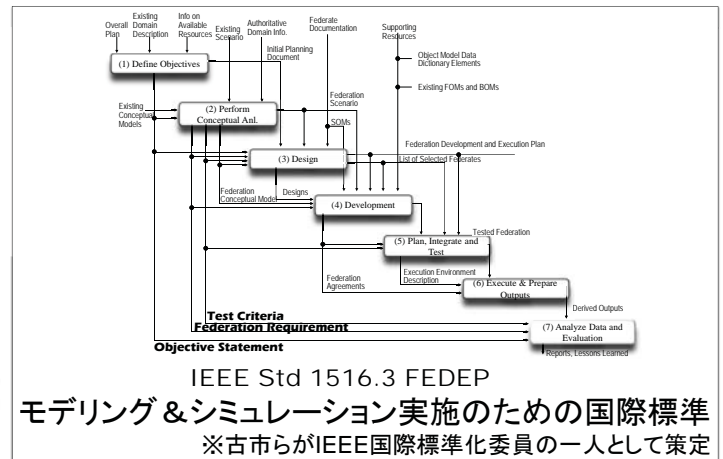 Overall
Plan
Existing
Domain
Description
Info on
Available
Resources
Existing
Scenario
Authoritative
Domain Info.
Federate
Documentation
Supporting
Resources
Initial Planning
Document
Object Model Data
Dictionary Elements
(1) Define Objectives
Existing FOMs and BOMs
Existing
Conceptual
Models
(2) Perform
Conceptual Anl.
Federation
Scenario
SOMs
Federation Development and Execution Plan
List of Selected Federates
(3) Design
Federation
Conceptual Model
Designs
(4) Development
Tested Federation
(5) Plan, Integrate and
Test
Federation
Agreements
Execution Environment
Description
(6) Execute & Prepare
Outputs
Derived Outputs
Test Criteria
Federation Requirement
Objective Statement
(7) Analyze Data and
Evaluation
Reports, Lessons Learned
IEEE Std 1516.3 FEDEP
モデリング&シミュレーション実施のための国際標準
※古市らがIEEE国際標準化委員の一人として策定